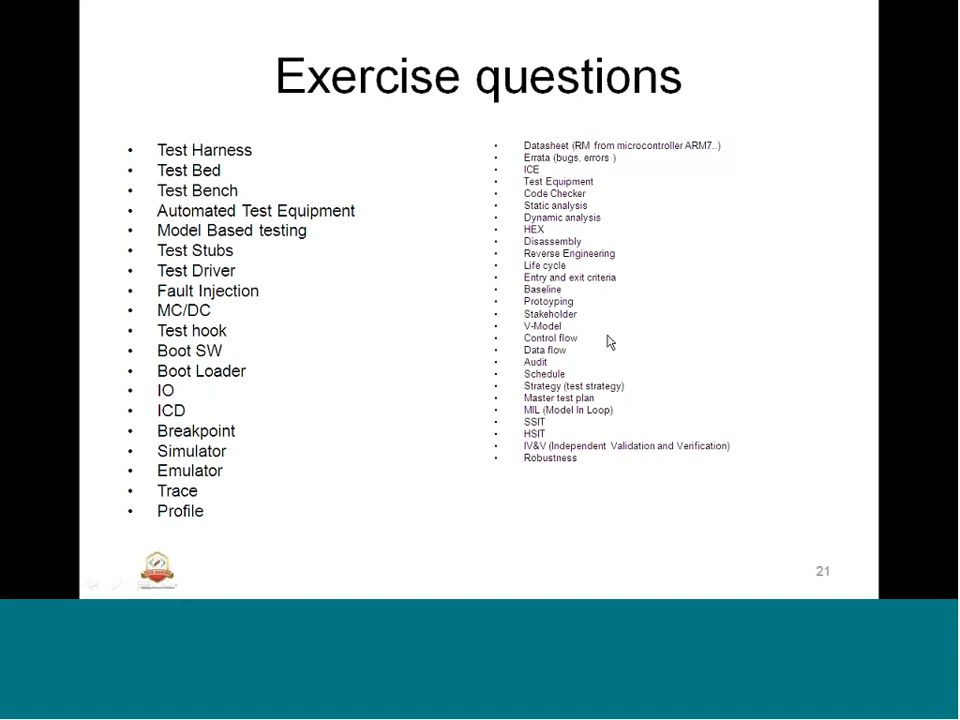 Exercise questions
• Test Harness
• Test Bed
• Test Bench
• Automated Test Equipment
• Model Based testing
• Test Stubs
• Test Driver
• Fault Injection
• MC/DC
• Test hook
• Boot SW
• Boot Loader
• IO
• ICD
• Breakpoint
• Simulator
• Emulator
• Trace
• Profile
• Datasheet (RM from microcontroller ARM7..)
• Errata (bugs, errors )
• ICE
• Test Equipment
• Code Checker
• Static analysis
• Dynamic analysis
• HEX
• Disassembly
• Reverse Engineering
• Life cycle
• Entry and exit criteria
• Baseline
• Protoyping
• Stakeholder
• V-Model
• Control flow
• Data flow
• Audit
• Schedule
• Strategy (test strategy)
• Master test plan
• MIL (Model In Loop)
• SSIT
• HSIT
• IV&V (Independent Validation and Verification)
• Robustness
21